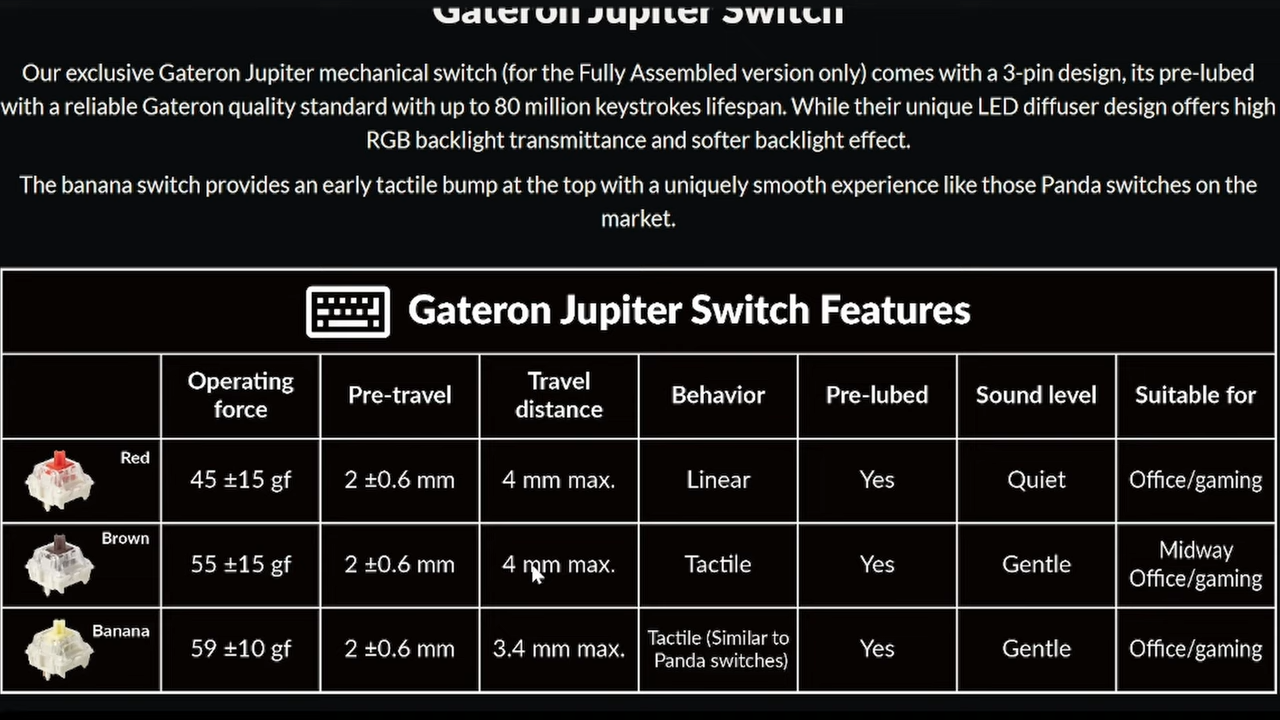 Gateron Jupiter Switch
Our exclusive Gateron Jupiter mechanical switch (for the Fully Assembled version only) comes with a 3-pin design, its pre-lubed
with a reliable Gateron quality standard with up to 80 million keystrokes lifespan. While their unique LED diffuser design offers high
RGB backlight transmittance and softer backlight effect.
The banana switch provides an early tactile bump at the top with a uniquely smooth experience like those Panda switches on the
market.
Gateron Jupiter Switch Features
Operating
force
Pre-travel
Travel
distance
Behavior
Pre-lubed
Sound level
Suitable for
Red
45 ±15 gf
2 ±0.6 mm
4 mm max.
Linear
Yes
Quiet
Office/gaming
Brown
55 ±15 gf
2 ±0.6 mm
4 mm max.
Tactile
Yes
Gentle
Midway
Office/gaming
Banana
59 ±10 gf
2 ±0.6 mm
3.4 mm max.
Tactile (Similar to
Panda switches)
Yes
Gentle
Office/gaming